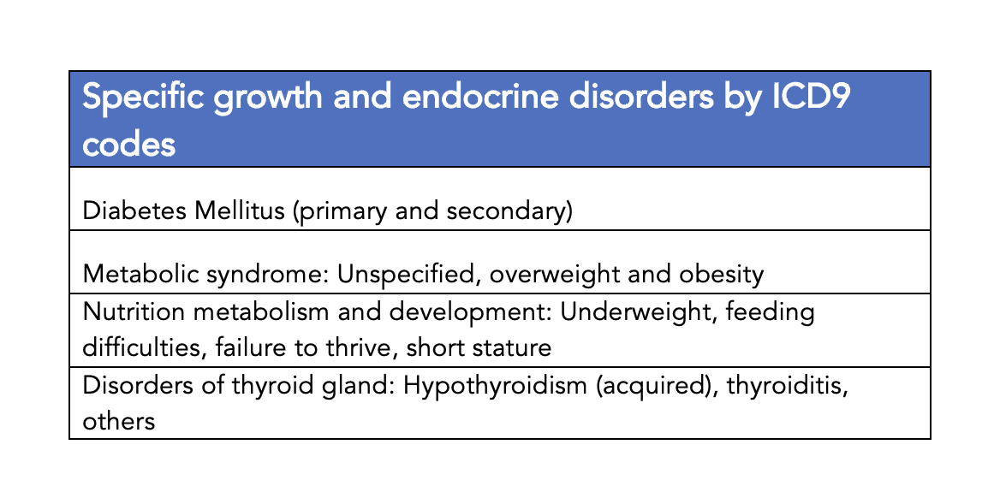 Specific growth and endocrine disorders by ICD9
codes
Diabetes Mellitus (primary and secondary)
Metabolic syndrome: Unspecified, overweight and obesity
Nutrition metabolism and development: Underweight, feeding
difficulties, failure to thrive, short stature
Disorders of thyroid gland: Hypothyroidism (acquired), thyroiditis,
others